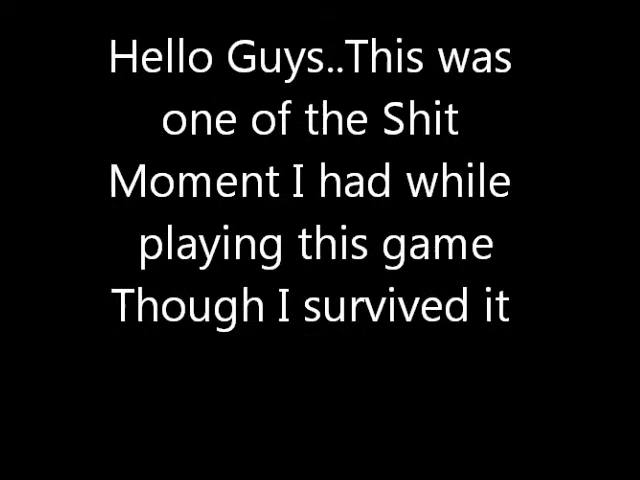 Hello Guys..This was
one of the Shit
Moment I had while
playing this game
Though I survived it